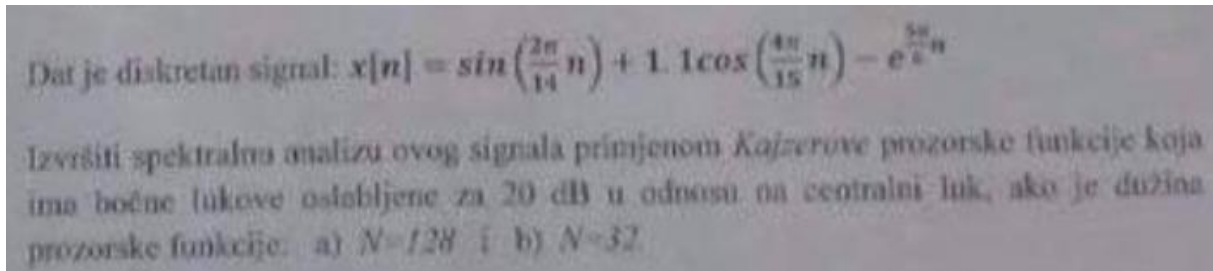 Dat je diskretan signal: x[n] = sin(2π/14 n) + 1.1cos(4π/15 n) − e^(5π/6 n)
Izvršiti spektralnu analizu ovog signala primjenom Kajzerove prozorske funkcije koja
ima bočne lukove oslabljene za 20 dB u odnosu na centralni luk, ako je dužina
prozorske funkcije: a) N=128 i b) N=32